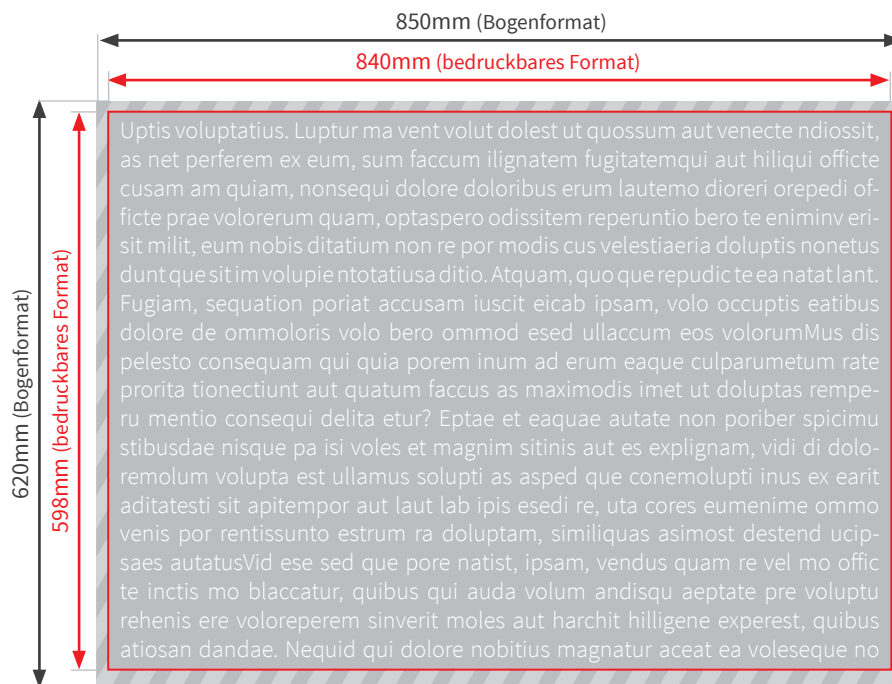 850mm (Bogenformat)
840mm (bedruckbares Format)
620mm (Bogenformat)
598mm (bedruckbares Format)
Uptis voluptatius. Luptur ma vent volut dolest ut quossum aut venecte ndiossit,
as net perferem ex eum, sum faccum ilignatem fugitatemqui aut hiliqui officte
cusam am quiam, nonsequi dolore doloribus erum lautemo dioreri orepedi of-
ficte prae volorerum quam, optaspero odissitem reperuntio bero te eniminv eri-
sit milit, eum nobis ditatium non re por modis cus velestiaeria doluptis nonetus
dunt que sit im volupie ntotatiusa ditio. Atquam, quo que repudic te ea natat lant.
Fugiam, sequation poriat accusam iuscit eicab ipsam, volo occuptis eatibus
dolore de ommoloris volo bero ommod esed ullaccum eos volorumMus dis
pelesto consequam qui quia porem inum ad erum eaque culparumetum rate
prorita tionectiunt aut quatum faccus as maximodis imet ut doluptas rempe-
ru mentio consequi delita etur? Eptae et eaquae autate non poriber spicimu
stibusdae nisque pa isi voles et magnim sitinis aut es explignam, vidi di dolo-
remolum volupta est ullamus solupti as asped que conemolupti inus ex earit
aditatesti sit apitempor aut laut lab ipis esedi re, uta cores eumenime ommo
venis por rentissunto estrum ra doluptam, similiquas asimost destend ucip-
saes autatusVid ese sed que pore natist, ipsam, vendus quam re vel mo offic
te inctis mo blaccatur, quibus qui auda volum andisqu aeptate pre voluptu
rehenis ere voloreperem sinverit moles aut harchit hilligene experest, quibus
atiosan dandae. Nequid qui dolore nobitius magnatur aceat ea voleseque no